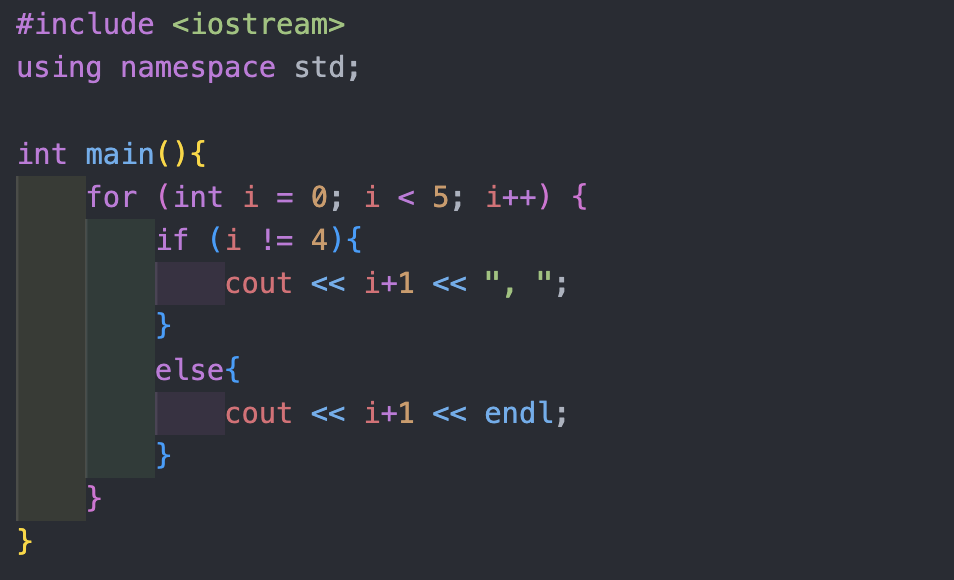 #include <iostream>
using namespace std;

int main(){
    for (int i = 0; i < 5; i++) {
        if (i != 4){
            cout << i+1 << ", ";
        }
        else{
            cout << i+1 << endl;
        }
    }
}